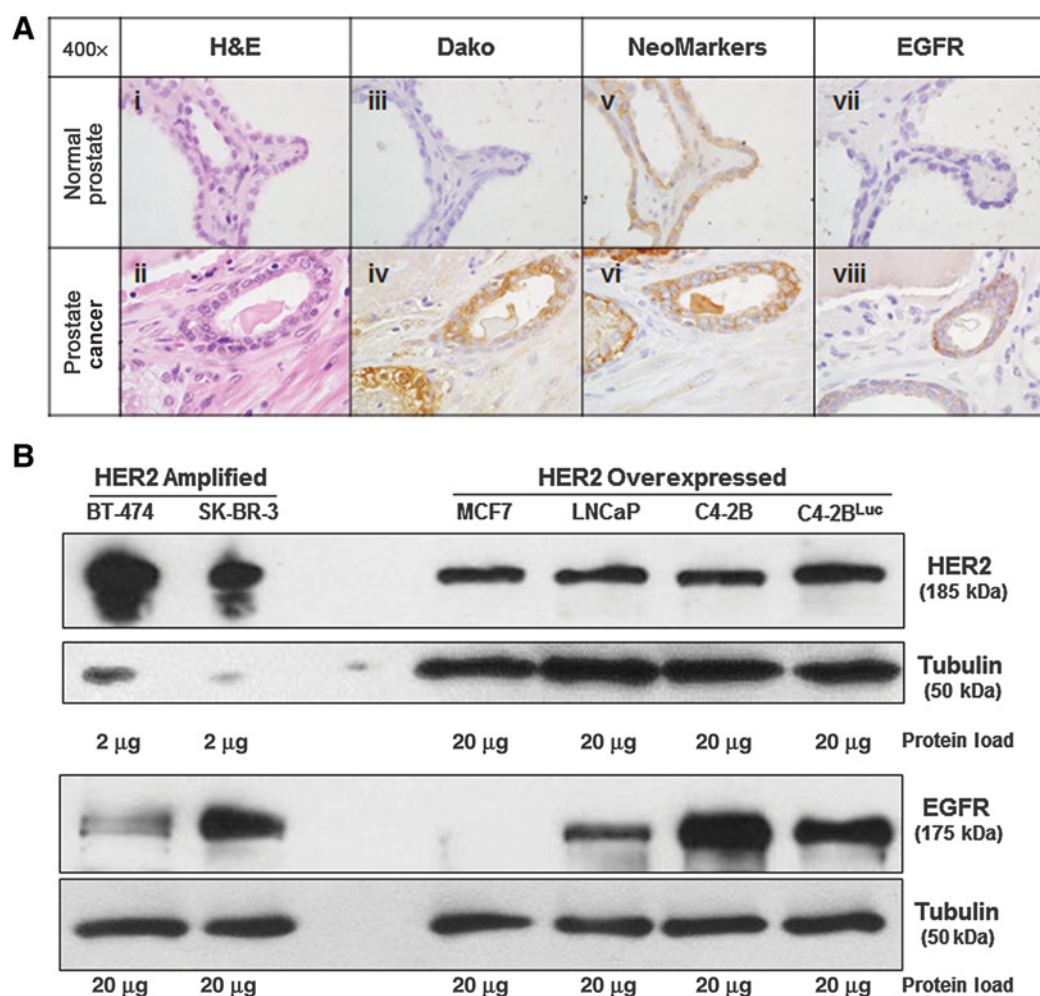 A
400× H&E Dako NeoMarkers EGFR
Normal prostate
i iii v vii
Prostate cancer
ii iv vi viii
B
HER2 Amplified HER2 Overexpressed
BT-474 SK-BR-3 MCF7 LNCaP C4-2B C4-2BLuc
HER2
(185 kDa)
Tubulin
(50 kDa)
2 µg 2 µg 20 µg 20 µg 20 µg 20 µg Protein load
EGFR
(175 kDa)
Tubulin
(50 kDa)
20 µg 20 µg 20 µg 20 µg 20 µg 20 µg Protein load